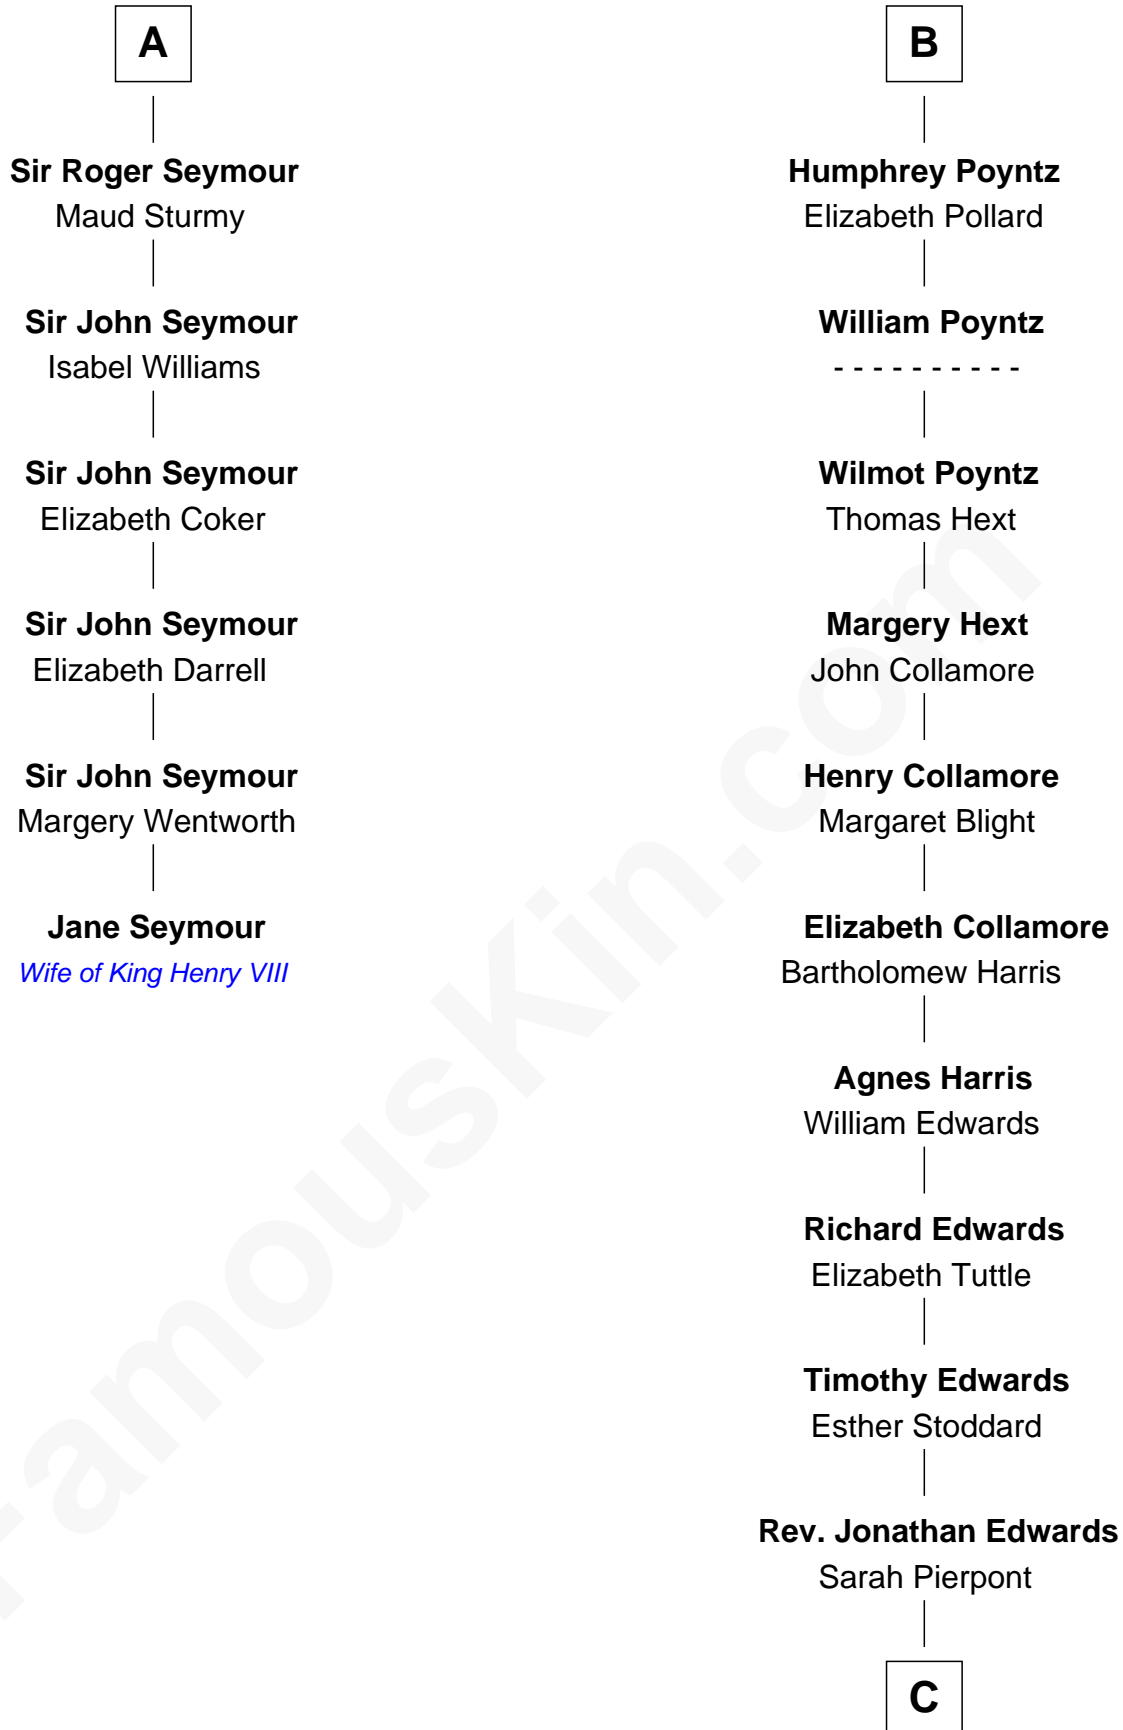 A
Sir Roger Seymour
Maud Sturmy
Sir John Seymour
Isabel Williams
Sir John Seymour
Elizabeth Coker
Sir John Seymour
Elizabeth Darrell
Sir John Seymour
Margery Wentworth
Jane Seymour
Wife of King Henry VIII
B
Humphrey Poyntz
Elizabeth Pollard
William Poyntz
- - - - - - - - - -
Wilmot Poyntz
Thomas Hext
Margery Hext
John Collamore
Henry Collamore
Margaret Blight
Elizabeth Collamore
Bartholomew Harris
Agnes Harris
William Edwards
Richard Edwards
Elizabeth Tuttle
Timothy Edwards
Esther Stoddard
Rev. Jonathan Edwards
Sarah Pierpont
C
FamousKin.com